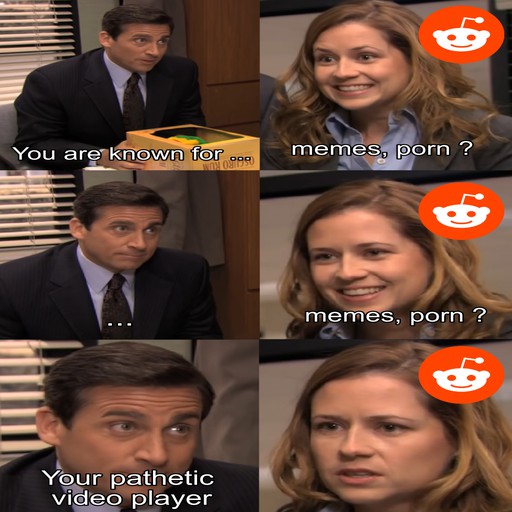 You are known for ...
memes, porn ?
...
memes, porn ?
Your pathetic
video player